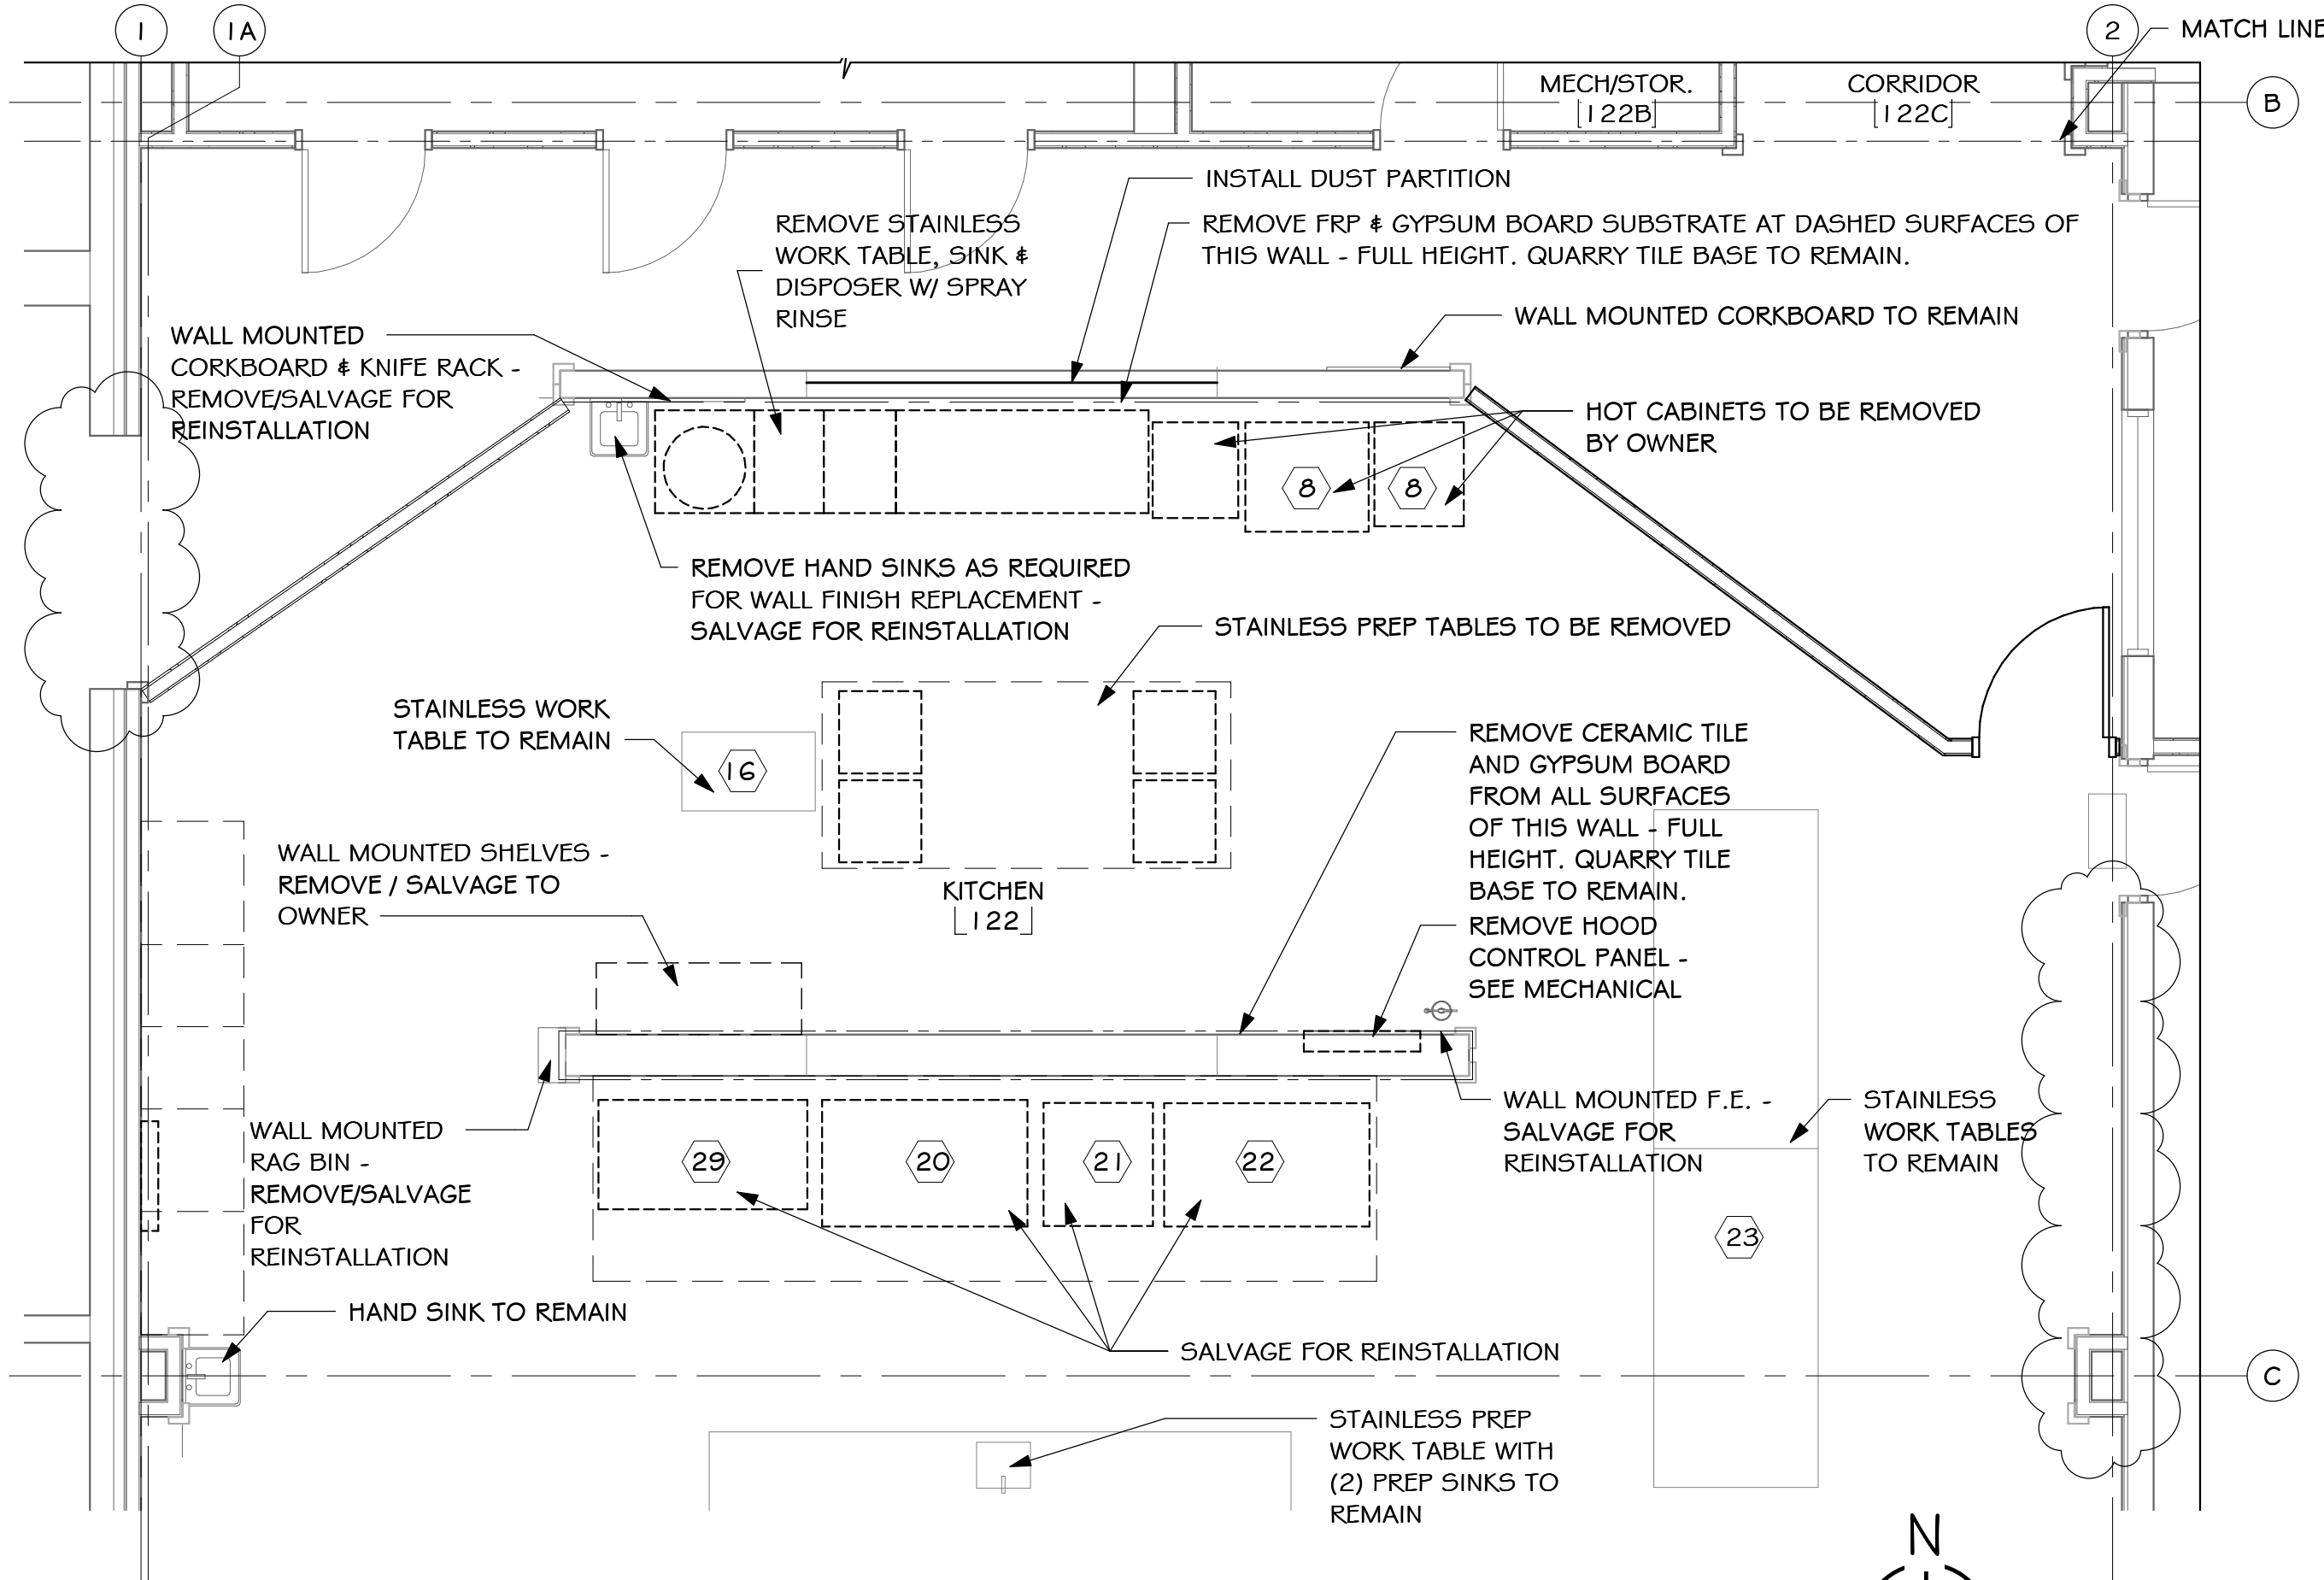 1
1A
2
MATCH LINE
MECH/STOR.
122B
CORRIDOR
122C
B
INSTALL DUST PARTITION
REMOVE STAINLESS
WORK TABLE, SINK &
DISPOSER W/ SPRAY
RINSE
REMOVE FRP & GYPSUM BOARD SUBSTRATE AT DASHED SURFACES OF
THIS WALL - FULL HEIGHT. QUARRY TILE BASE TO REMAIN.
WALL MOUNTED CORKBOARD TO REMAIN
WALL MOUNTED
CORKBOARD & KNIFE RACK -
REMOVE/SALVAGE FOR
REINSTALLATION
HOT CABINETS TO BE REMOVED
BY OWNER
8
8
REMOVE HAND SINKS AS REQUIRED
FOR WALL FINISH REPLACEMENT -
SALVAGE FOR REINSTALLATION
STAINLESS PREP TABLES TO BE REMOVED
STAINLESS WORK
TABLE TO REMAIN
16
REMOVE CERAMIC TILE
AND GYPSUM BOARD
FROM ALL SURFACES
OF THIS WALL - FULL
HEIGHT. QUARRY TILE
BASE TO REMAIN.
WALL MOUNTED SHELVES -
REMOVE / SALVAGE TO
OWNER
KITCHEN
122
REMOVE HOOD
CONTROL PANEL -
SEE MECHANICAL
WALL MOUNTED
RAG BIN -
REMOVE/SALVAGE
FOR
REINSTALLATION
29
20
21
22
WALL MOUNTED F.E. -
SALVAGE FOR
REINSTALLATION
STAINLESS
WORK TABLES
TO REMAIN
23
HAND SINK TO REMAIN
SALVAGE FOR REINSTALLATION
C
STAINLESS PREP
WORK TABLE WITH
(2) PREP SINKS TO
REMAIN
N